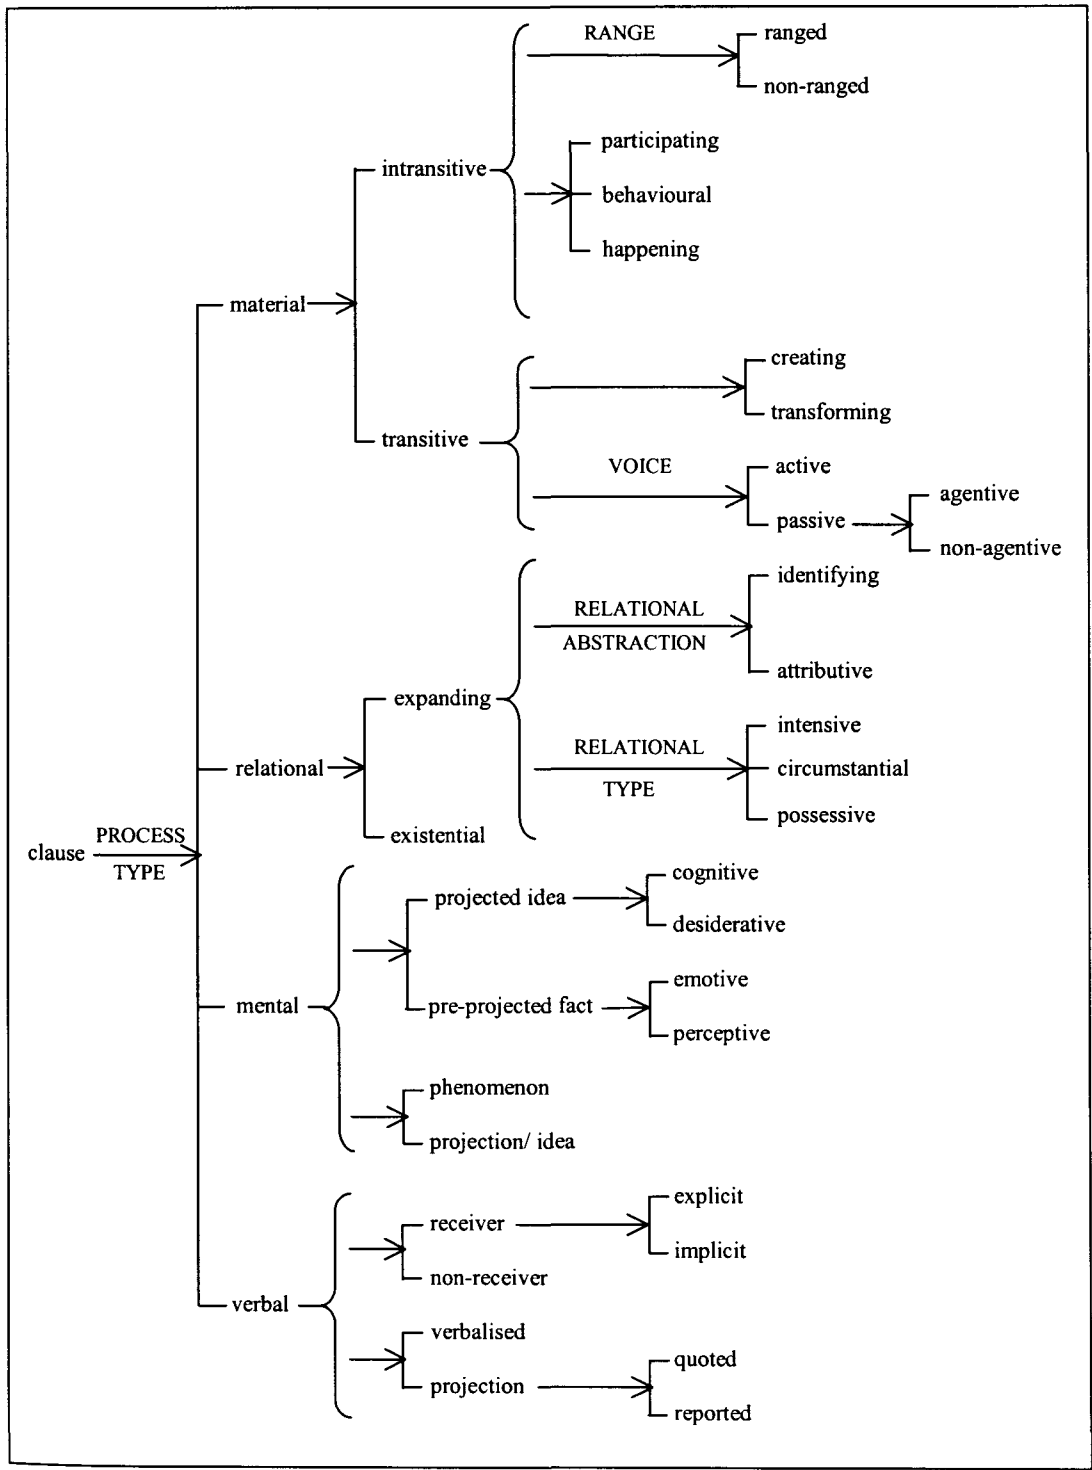 RANGE
ranged
non-ranged
participating
intransitive
behavioural
happening
material
creating
transforming
transitive
VOICE
active
agentive
passive
non-agentive
identifying
RELATIONAL
ABSTRACTION
attributive
expanding
intensive
RELATIONAL
relational
circumstantial
TYPE
possessive
existential
PROCESS
clause
TYPE
cognitive
projected idea
desiderative
emotive
mental
pre-projected fact
perceptive
phenomenon
projection/ idea
explicit
receiver
implicit
non-receiver
verbal
verbalised
quoted
projection
reported